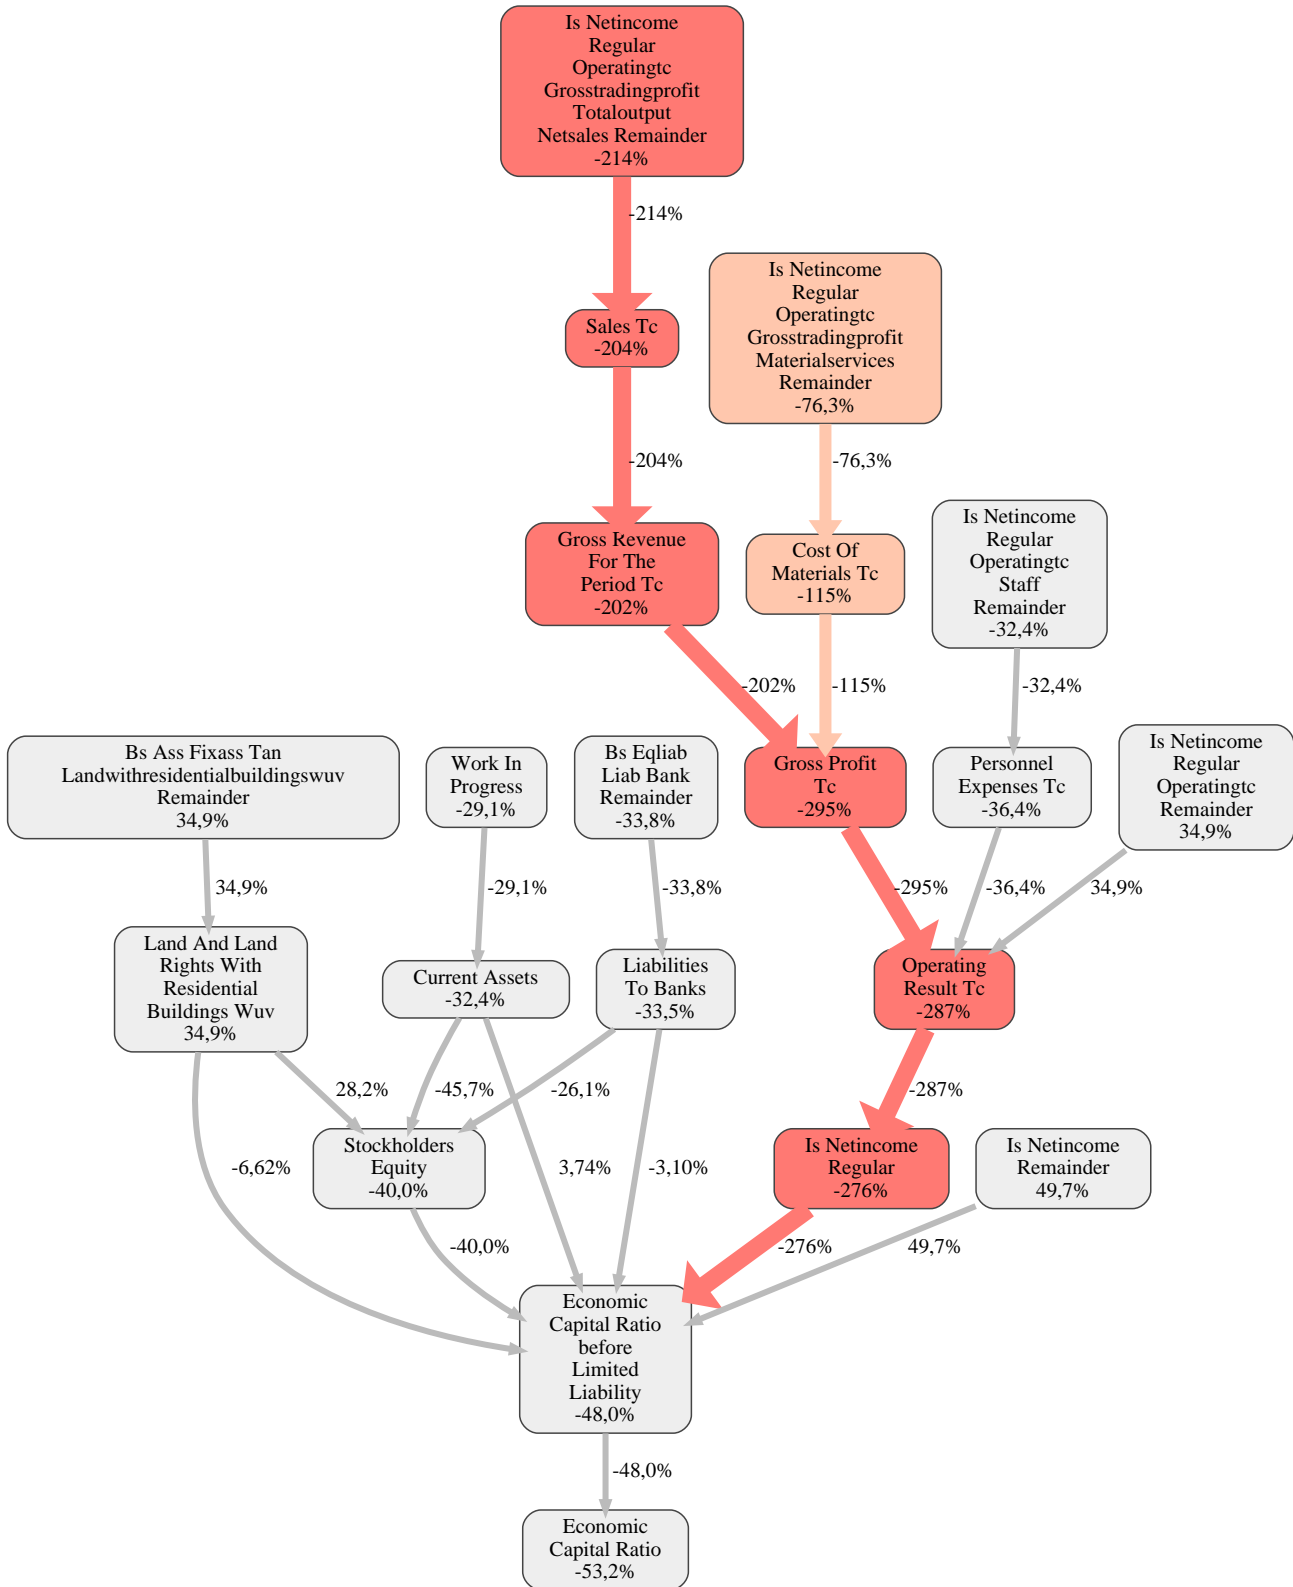 Is Netincome
Regular
Operatingtc
Grosstradingprofit
Totaloutput
Netsales Remainder
-214%
-214%
Is Netincome
Regular
Operatingtc
Grosstradingprofit
Materialservices
Remainder
-76,3%
Sales Tc
-204%
-204%
-76,3%
Is Netincome
Regular
Operatingtc
Staff
Remainder
-32,4%
Gross Revenue
For The
Period Tc
-202%
Cost Of
Materials Tc
-115%
-202%
-115%
-32,4%
Bs Ass Fixass Tan
Landwithresidentialbuildingswuv
Remainder
34,9%
Work In
Progress
-29,1%
Bs Eqliab
Liab Bank
Remainder
-33,8%
Gross Profit
Tc
-295%
Personnel
Expenses Tc
-36,4%
Is Netincome
Regular
Operatingtc
Remainder
34,9%
34,9%
-29,1%
-33,8%
-295%
-36,4%
34,9%
Land And Land
Rights With
Residential
Buildings Wuv
34,9%
Current Assets
-32,4%
Liabilities
To Banks
-33,5%
Operating
Result Tc
-287%
28,2%
-45,7%
-26,1%
-287%
Stockholders
Equity
-40,0%
Is Netincome
Regular
-276%
Is Netincome
Remainder
49,7%
-6,62%
3,74%
-3,10%
-40,0%
-276%
49,7%
Economic
Capital Ratio
before
Limited
Liability
-48,0%
-48,0%
Economic
Capital Ratio
-53,2%